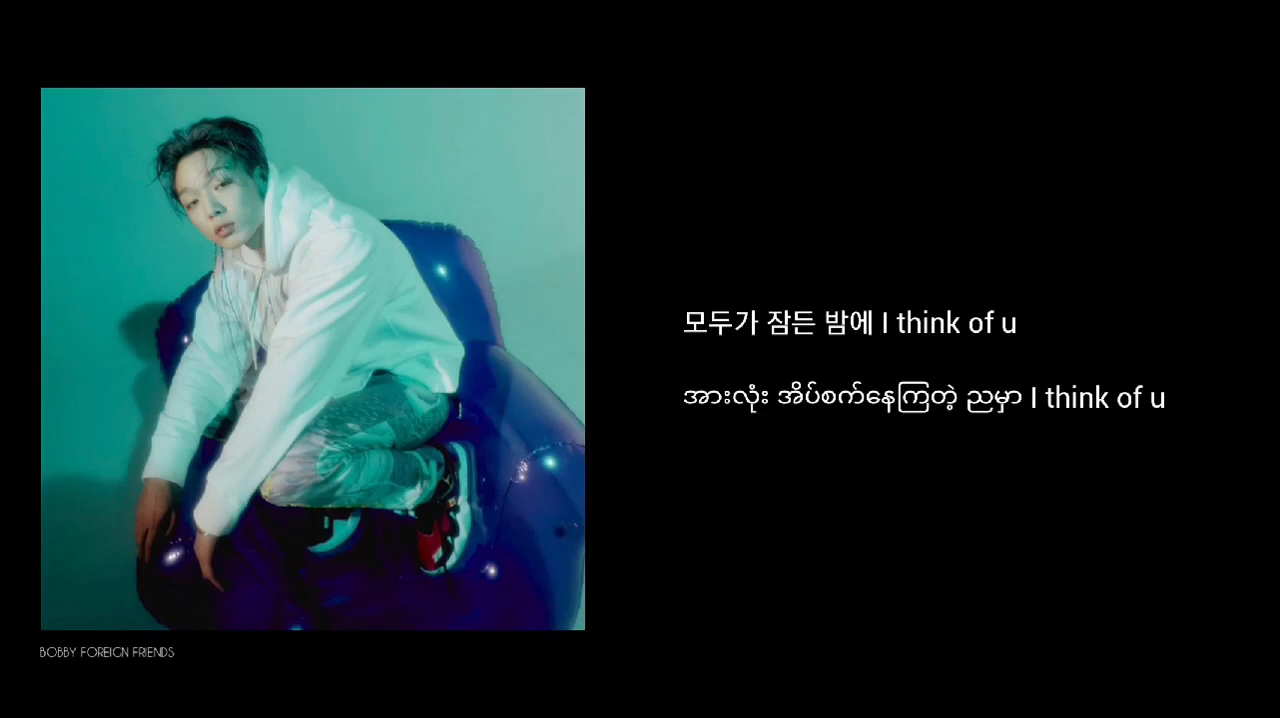 모두가 잠든 밤에 I think of u
အားလုံး အိပ်စက်နေကြတဲ့ ညမှာ I think of u
BOBBY FOREIGN FRIENDS